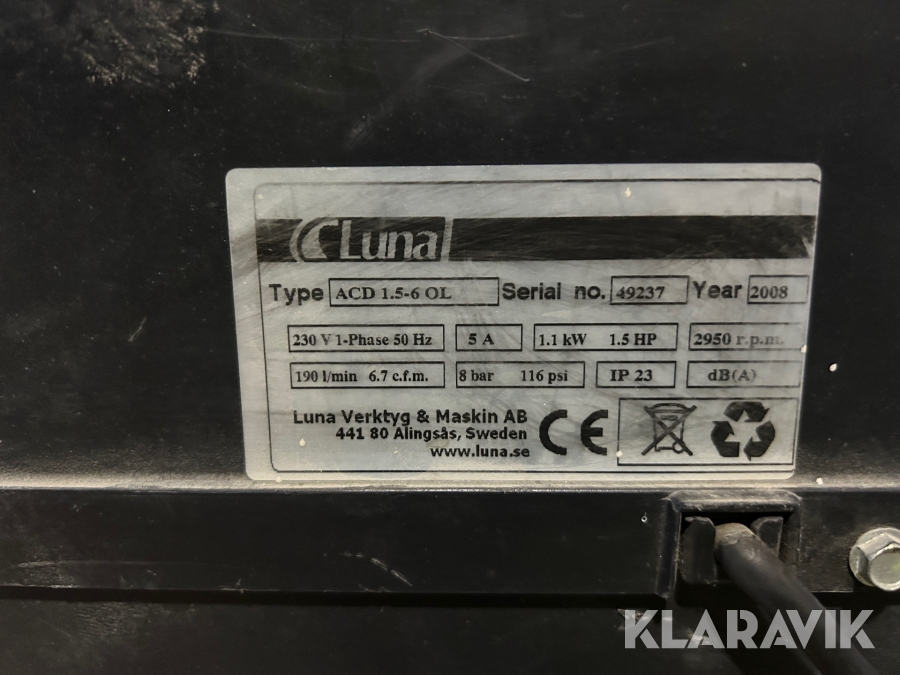 Luna
Type ACD 1.5-6 OL Serial no. 49237 Year 2008
230 V 1-Phase 50 Hz 5 A 1.1 kW 1.5 HP 2950 r.p.m.
190 l/min 6.7 c.f.m. 8 bar 116 psi IP 23 dB(A)
Luna Verktyg & Maskin AB
441 80 Alingsås, Sweden
www.luna.se
CE
KLARAVIK